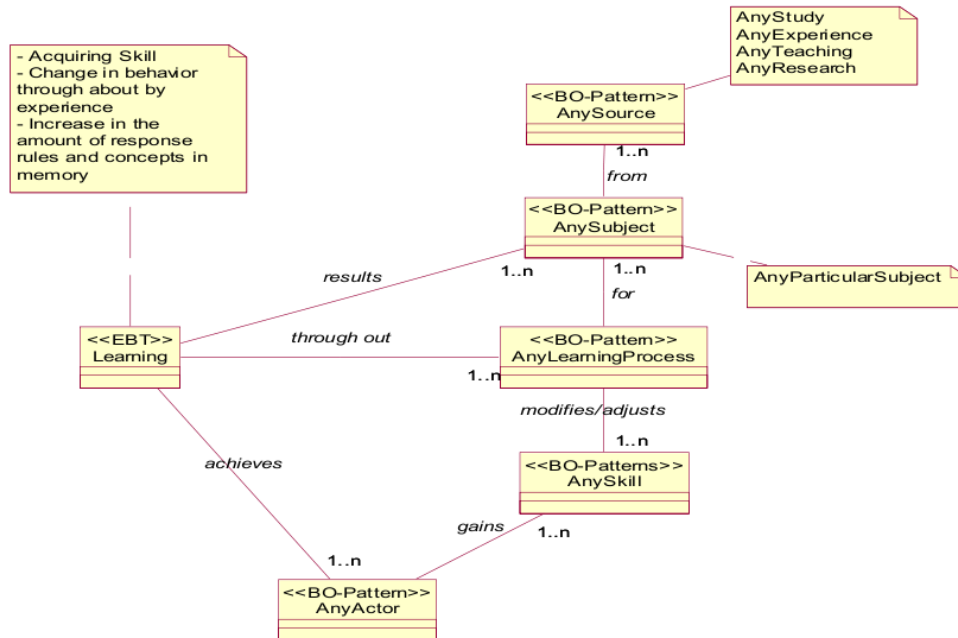 AnyStudy
AnyExperience
AnyTeaching
AnyResearch
- Acquiring Skill
- Change in behavior
through about by
experience
- Increase in the
amount of response
rules and concepts in
memory
<<BO-Pattern>>
AnySource
1..n
from
<<BO-Pattern>>
AnySubject
1..n
1..n
results
for
AnyParticularSubject
<<EBT>>
Learning
through out
1..n
<<BO-Pattern>>
AnyLearningProcess
modifies/adjusts
1..n
<<BO-Patterns>>
AnySkill
achieves
gains
1..n
1..n
<<BO-Pattern>>
AnyActor